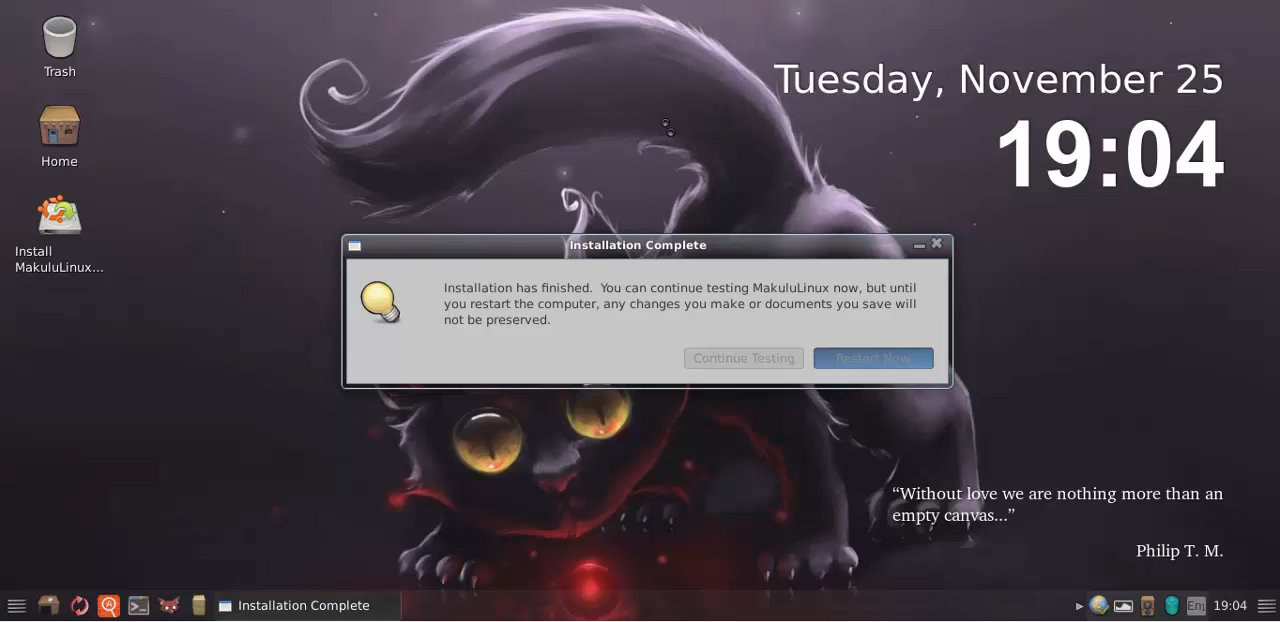 Trash
Home
Install
MakuluLinux...
Tuesday, November 25
19:04
Installation Complete
Installation has finished.  You can continue testing MakuluLinux now, but until
you restart the computer, any changes you make or documents you save will
not be preserved.
Continue Testing
Restart Now
“Without love we are nothing more than an
empty canvas...”
Philip T. M.
Installation Complete
19:04